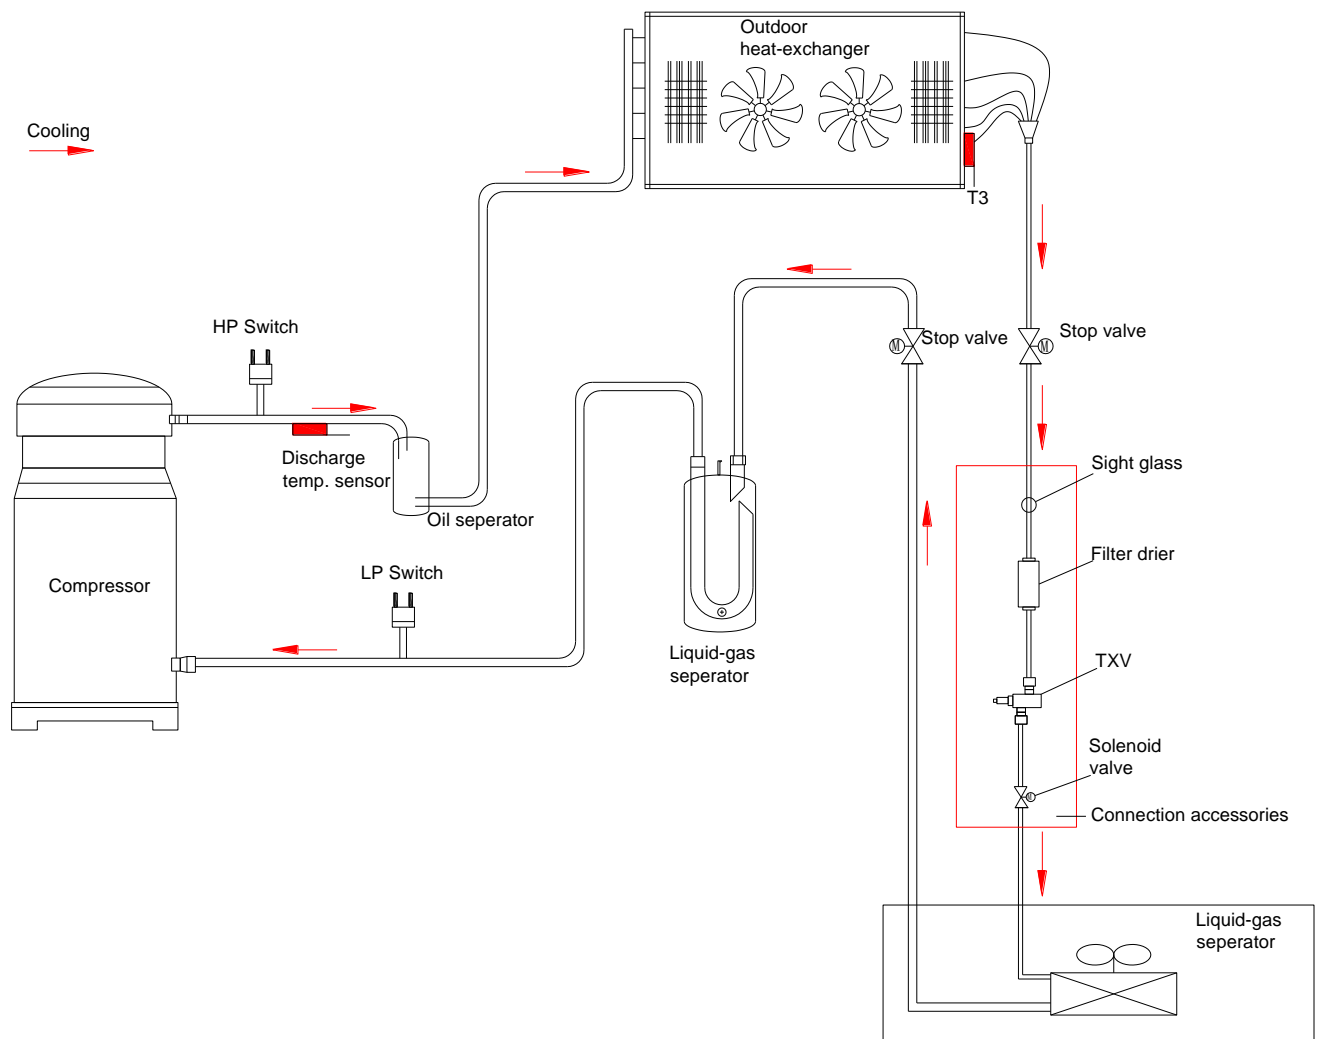 Outdoor
heat-exchanger
Cooling
T3
HP Switch
Stop valve
Stop valve
M
M
Discharge
temp. sensor
Sight glass
Oil seperator
Filter drier
LP Switch
Compressor
Liquid-gas
seperator
TXV
Solenoid
valve
M
Connection accessories
Liquid-gas
seperator